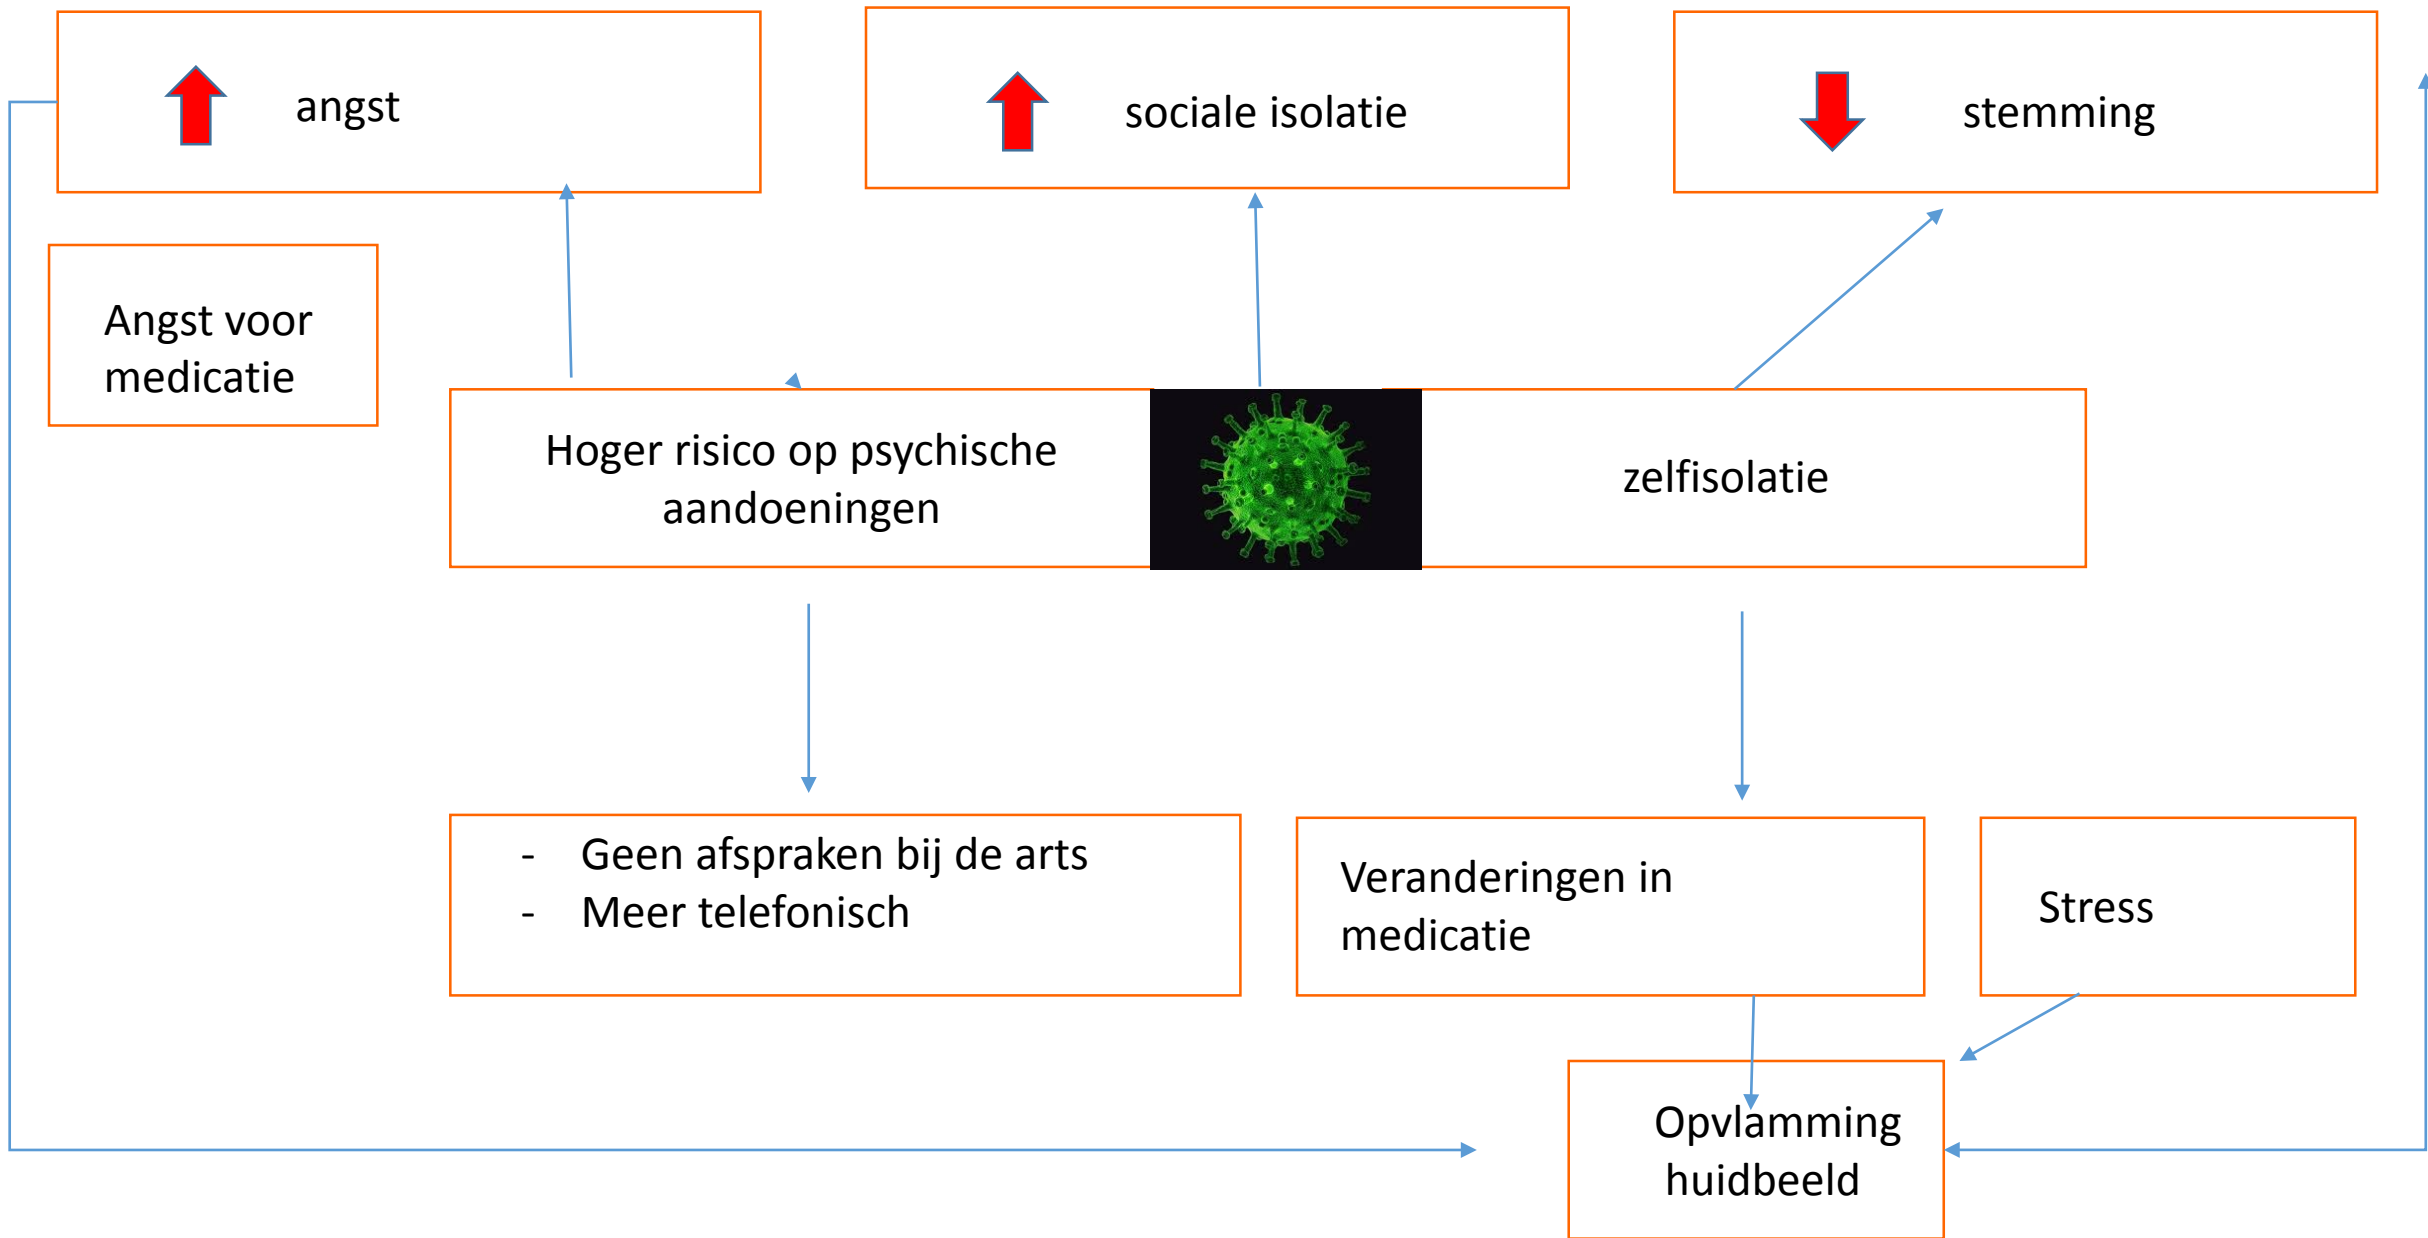 angst
sociale isolatie
stemming
Angst voor
medicatie
Hoger risico op psychische
aandoeningen
zelfisolatie
- Geen afspraken bij de arts
- Meer telefonisch
Veranderingen in
medicatie
Stress
Opvlamming
huidbeeld